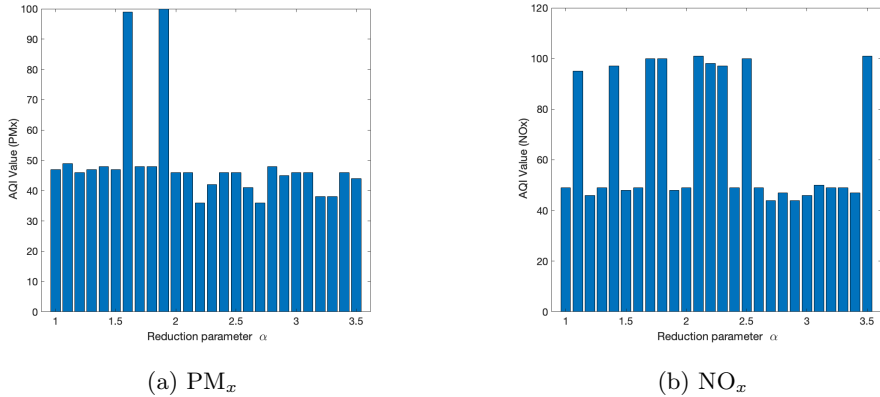 100
90
80
70
60
50
40
30
20
10
0
AQI Value (PMx)
1 1.5 2 2.5 3 3.5
Reduction parameter α
(a) PMₓ
120
100
80
60
40
20
0
AQI Value (NOx)
1 1.5 2 2.5 3 3.5
Reduction parameter α
(b) NOₓ